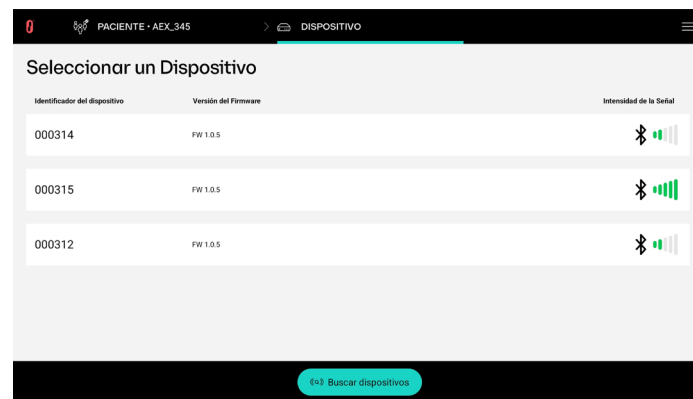 PACIENTE • AEX_345 > DISPOSITIVO
Seleccionar un Dispositivo
Identificador del dispositivo Versión del Firmware Intensidad de la Señal
000314 FW 1.0.5
000315 FW 1.0.5
000312 FW 1.0.5
Buscar dispositivos